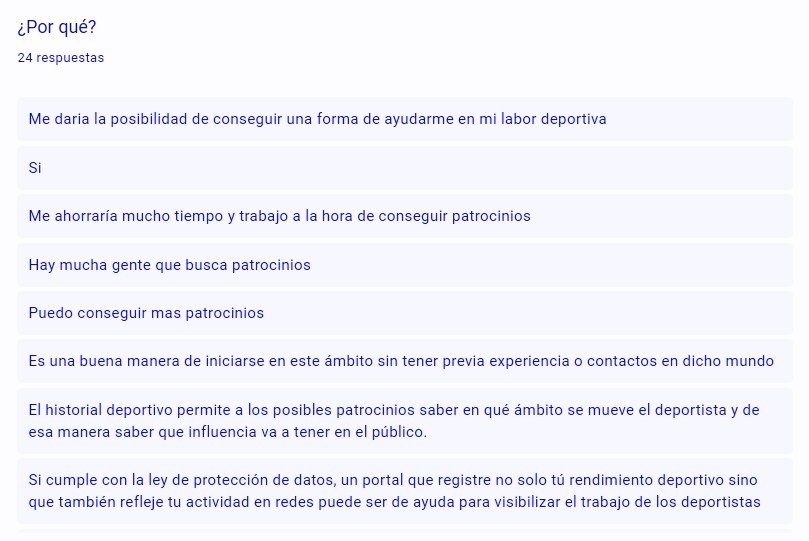 ¿Por qué?
24 respuestas
Me daria la posibilidad de conseguir una forma de ayudarme en mi labor deportiva
Si
Me ahorraría mucho tiempo y trabajo a la hora de conseguir patrocinios
Hay mucha gente que busca patrocinios
Puedo conseguir mas patrocinios
Es una buena manera de iniciarse en este ámbito sin tener previa experiencia o contactos en dicho mundo
El historial deportivo permite a los posibles patrocinios saber en qué ámbito se mueve el deportista y de
esa manera saber que influencia va a tener en el público.
Si cumple con la ley de protección de datos, un portal que registre no solo tú rendimiento deportivo sino
que también refleje tu actividad en redes puede ser de ayuda para visibilizar el trabajo de los deportistas